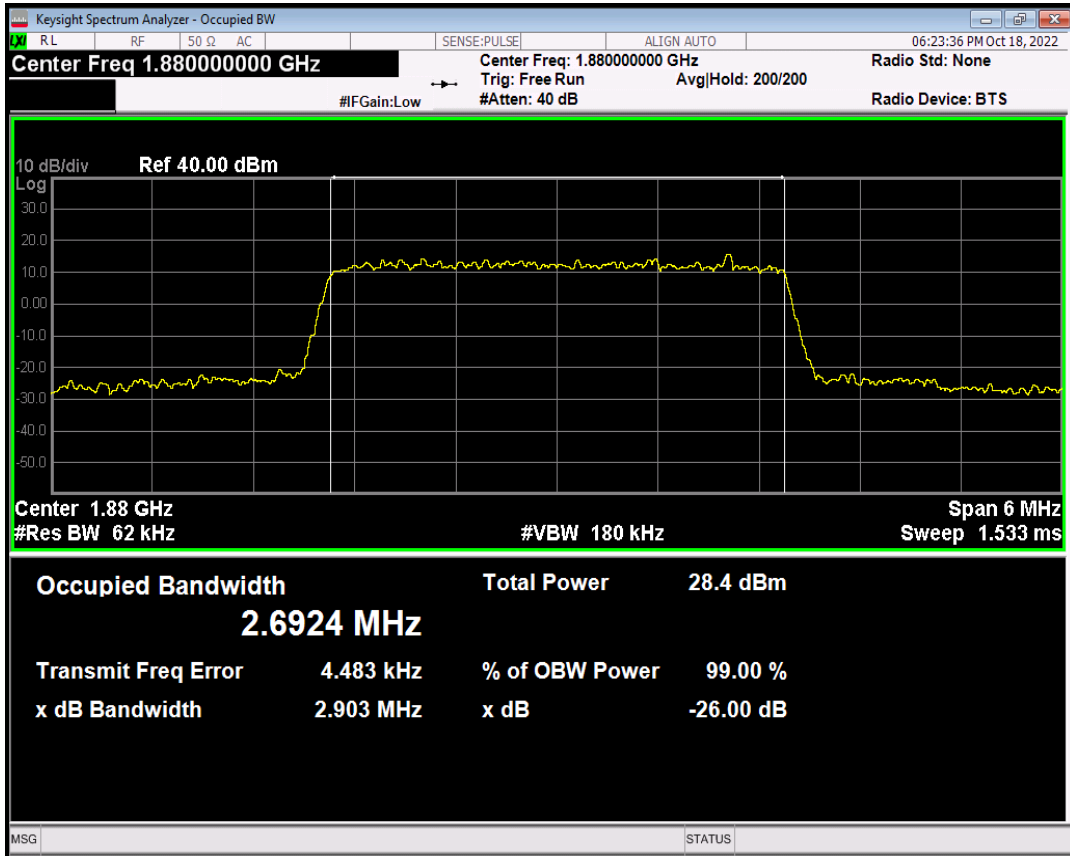 Keysight Spectrum Analyzer - Occupied BW
LXI RL RF 50 Ω AC SENSE:PULSE ALIGN AUTO 06:23:36 PM Oct 18, 2022
Center Freq 1.880000000 GHz Center Freq: 1.880000000 GHz Radio Std: None
Trig: Free Run Avg|Hold: 200/200
#IFGain:Low #Atten: 40 dB Radio Device: BTS
10 dB/div Ref 40.00 dBm
Log
30.0
20.0
10.0
0.00
-10.0
-20.0
-30.0
-40.0
-50.0
Center 1.88 GHz Span 6 MHz
#Res BW 62 kHz #VBW 180 kHz Sweep 1.533 ms
Occupied Bandwidth Total Power 28.4 dBm
2.6924 MHz
Transmit Freq Error 4.483 kHz % of OBW Power 99.00 %
x dB Bandwidth 2.903 MHz x dB -26.00 dB
MSG STATUS